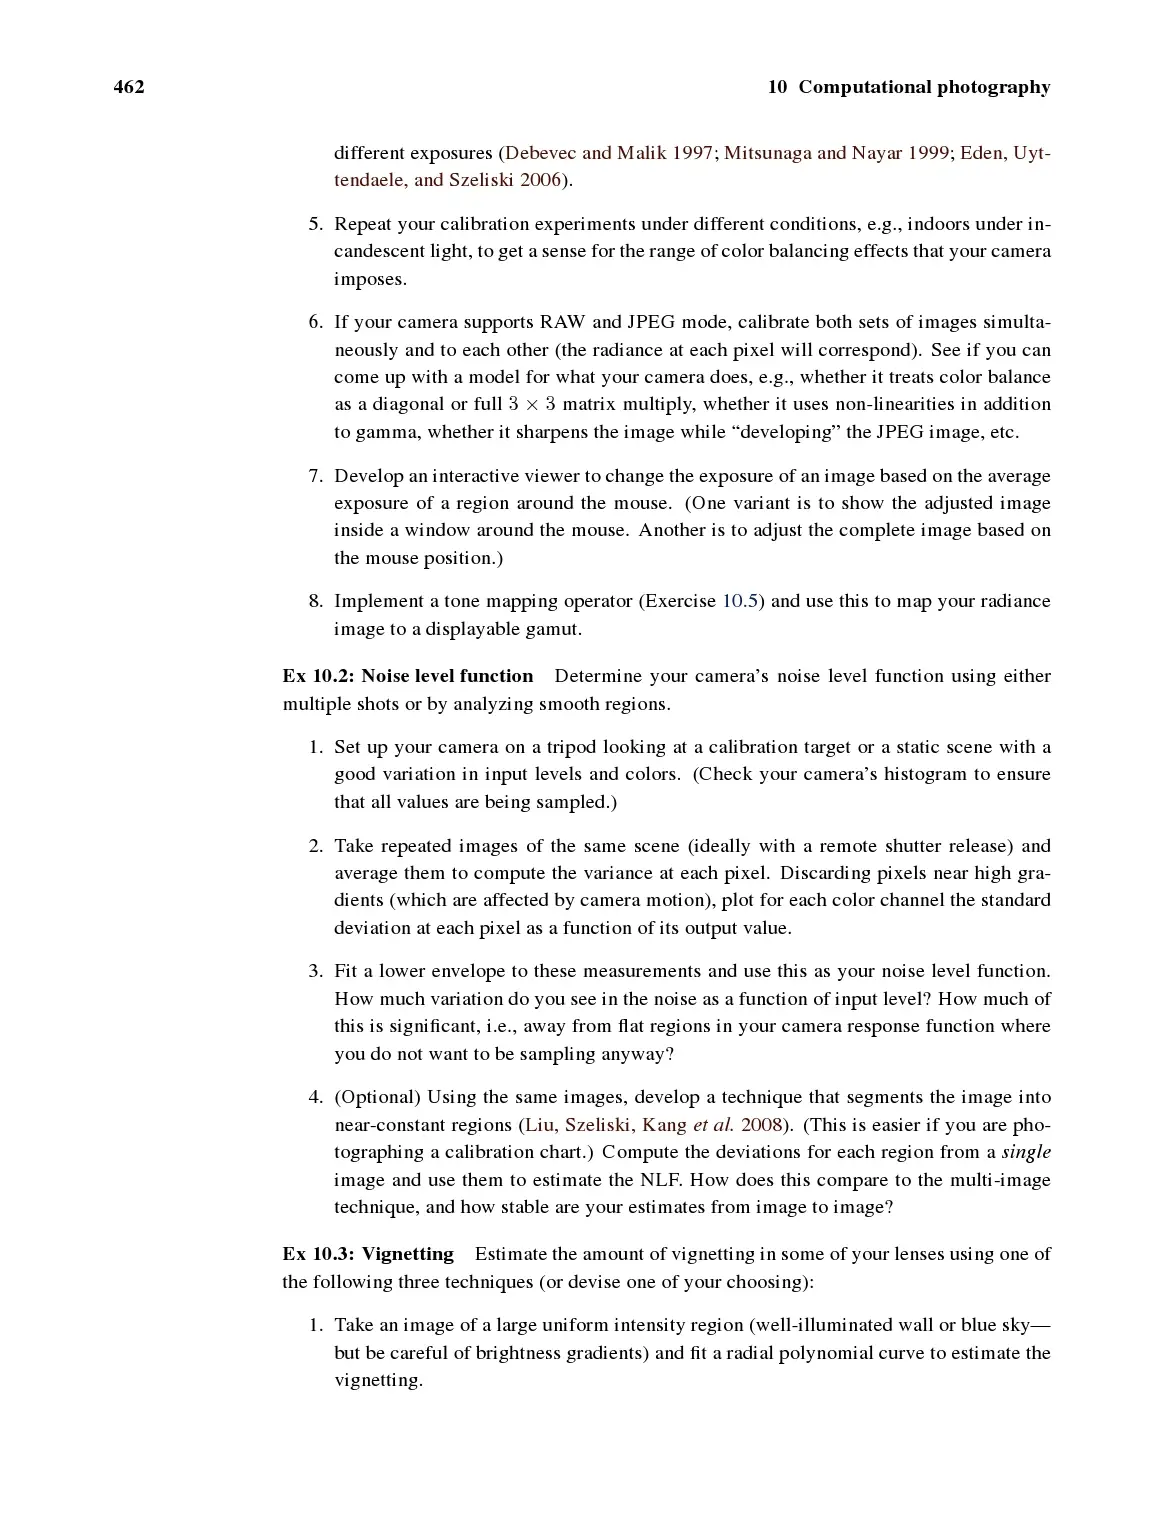 462
10 Computational photography
different exposures (Debevec and Malik 1997; Mitsunaga and Nayar 1999; Eden, Uyt-
tendaele, and Szeliski 2006).
5. Repeat your calibration experiments under different conditions, e.g., indoors under in-
candescent light, to get a sense for the range of color balancing effects that your camera
imposes.
6. If your camera supports RAW and JPEG mode, calibrate both sets of images simulta-
neously and to each other (the radiance at each pixel will correspond). See if you can
come up with a model for what your camera does, e.g., whether it treats color balance
as a diagonal or full 3 × 3 matrix multiply, whether it uses non-linearities in addition
to gamma, whether it sharpens the image while “developing” the JPEG image, etc.
7. Develop an interactive viewer to change the exposure of an image based on the average
exposure of a region around the mouse. (One variant is to show the adjusted image
inside a window around the mouse. Another is to adjust the complete image based on
the mouse position.)
8. Implement a tone mapping operator (Exercise 10.5) and use this to map your radiance
image to a displayable gamut.
Ex 10.2: Noise level function Determine your camera’s noise level function using either
multiple shots or by analyzing smooth regions.
1. Set up your camera on a tripod looking at a calibration target or a static scene with a
good variation in input levels and colors. (Check your camera’s histogram to ensure
that all values are being sampled.)
2. Take repeated images of the same scene (ideally with a remote shutter release) and
average them to compute the variance at each pixel. Discarding pixels near high gra-
dients (which are affected by camera motion), plot for each color channel the standard
deviation at each pixel as a function of its output value.
3. Fit a lower envelope to these measurements and use this as your noise level function.
How much variation do you see in the noise as a function of input level? How much of
this is significant, i.e., away from flat regions in your camera response function where
you do not want to be sampling anyway?
4. (Optional) Using the same images, develop a technique that segments the image into
near-constant regions (Liu, Szeliski, Kang et al. 2008). (This is easier if you are pho-
tographing a calibration chart.) Compute the deviations for each region from a single
image and use them to estimate the NLF. How does this compare to the multi-image
technique, and how stable are your estimates from image to image?
Ex 10.3: Vignetting Estimate the amount of vignetting in some of your lenses using one of
the following three techniques (or devise one of your choosing):
1. Take an image of a large uniform intensity region (well-illuminated wall or blue sky—
but be careful of brightness gradients) and fit a radial polynomial curve to estimate the
vignetting.